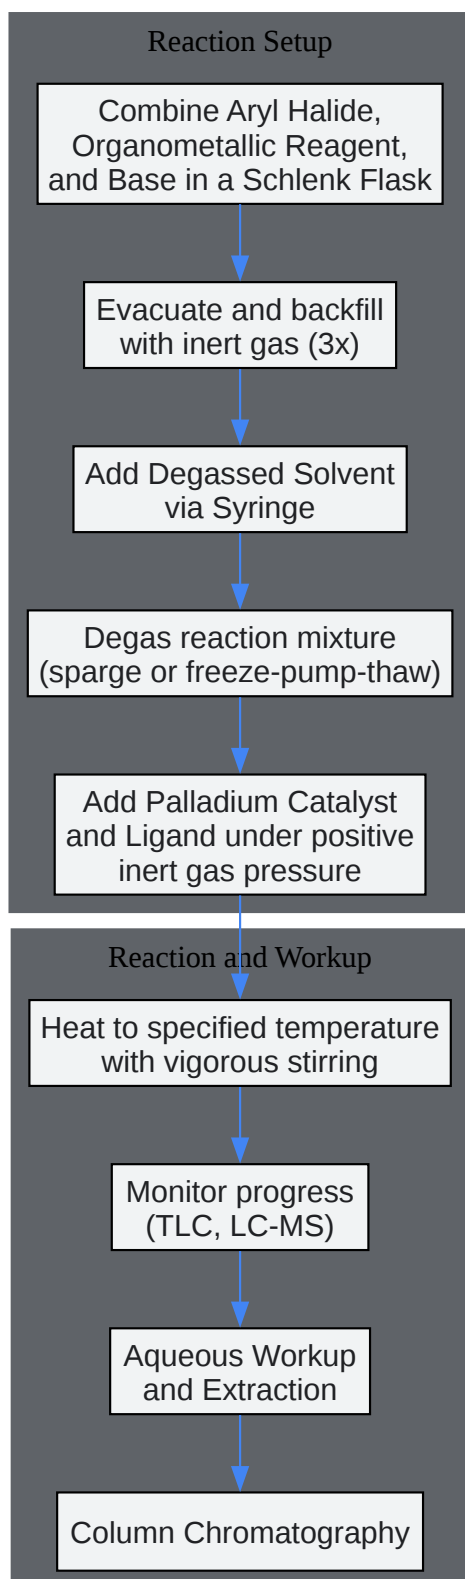 Reaction Setup
Combine Aryl Halide,
Organometallic Reagent,
and Base in a Schlenk Flask
Evacuate and backfill
with inert gas (3x)
Add Degassed Solvent
via Syringe
Degas reaction mixture
(sparge or freeze-pump-thaw)
Add Palladium Catalyst
and Ligand under positive
inert gas pressure
Reaction and Workup
Heat to specified temperature
with vigorous stirring
Monitor progress
(TLC, LC-MS)
Aqueous Workup
and Extraction
Column Chromatography